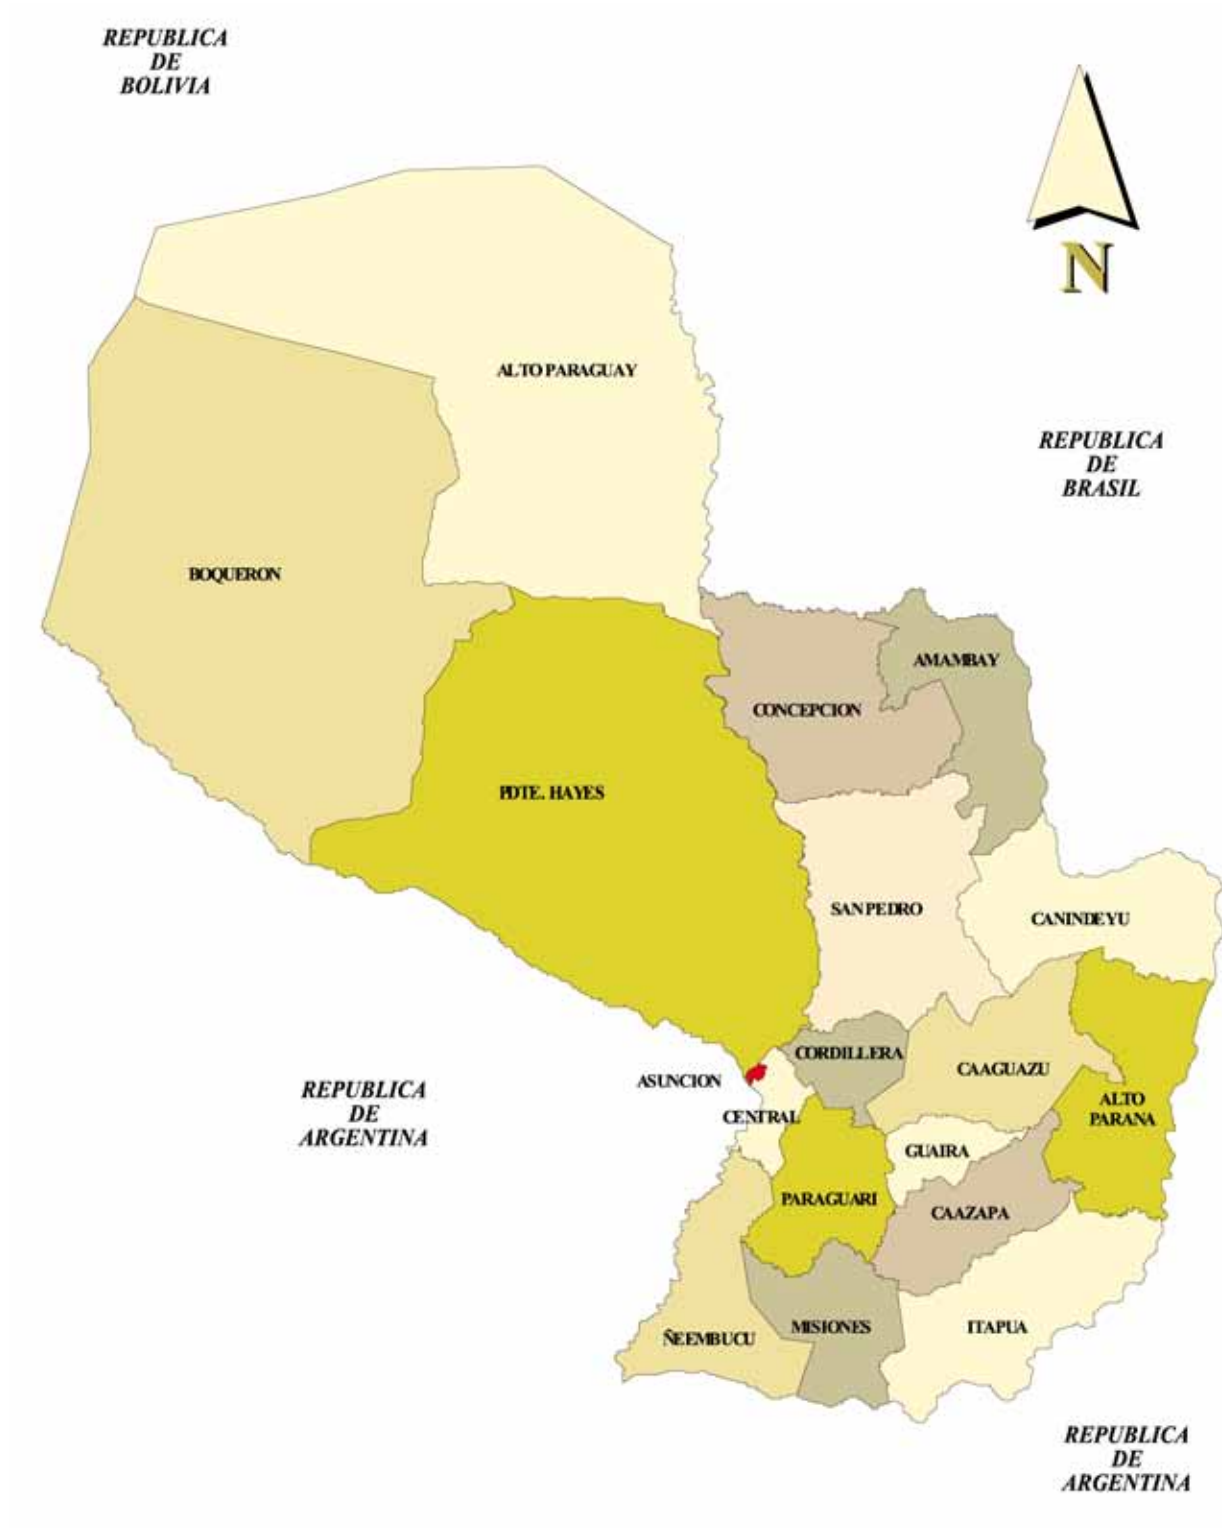 REPUBLICA
DE
BOLIVIA
N
ALTO PARAGUAY
REPUBLICA
DE
BRASIL
BOQUERON
AMAMBAY
CONCEPCION
PDTE. HAYES
SAN PEDRO
CANINDEYU
CORDILLERA
CAAGUAZU
ASUNCION
REPUBLICA
DE
ARGENTINA
CENTRAL
ALTO
PARANA
GUAIRA
PARAGUARI
CAAZAPA
ÑEEMBUCU
MISIONES
ITAPUA
REPUBLICA
DE
ARGENTINA